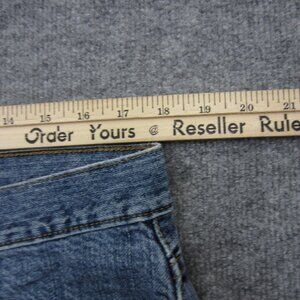 14 15 16 17 18 19 20 21
Order Yours @ Reseller Rule